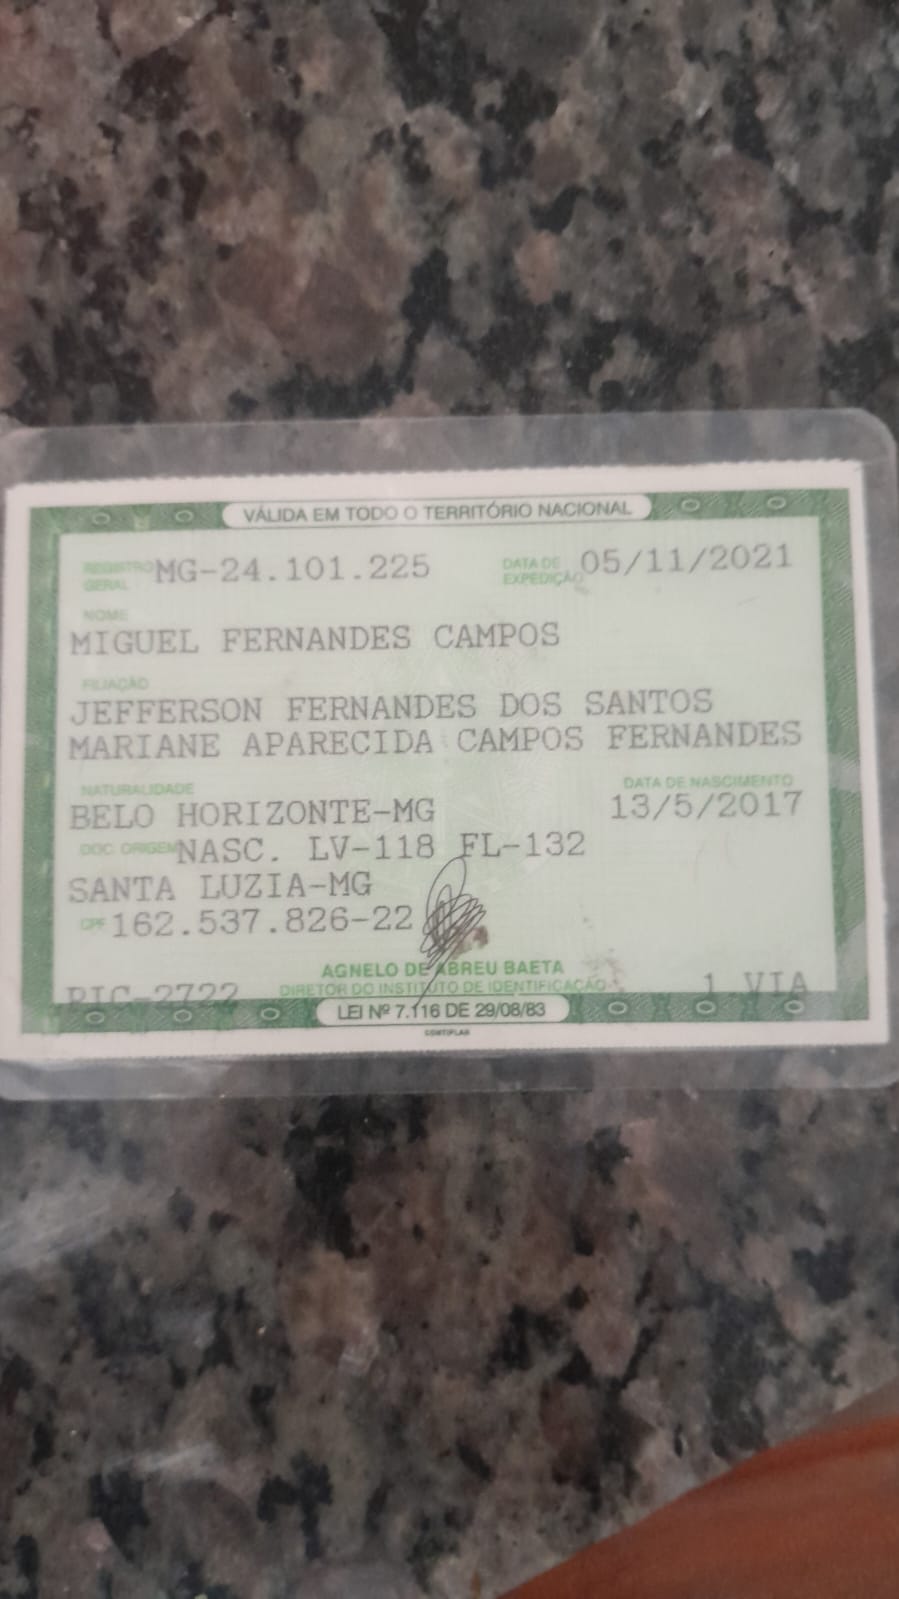 VÁLIDA EM TODO O TERRITÓRIO NACIONAL
REGISTRO GERAL MG-24.101.225 DATA DE EXPEDIÇÃO 05/11/2021
NOME
MIGUEL FERNANDES CAMPOS
FILIAÇÃO
JEFFERSON FERNANDES DOS SANTOS
MARIANE APARECIDA CAMPOS FERNANDES
NATURALIDADE DATA DE NASCIMENTO
BELO HORIZONTE-MG 13/5/2017
DOC. ORIGEM NASC. LV-118 FL-132
SANTA LUZIA-MG
CPF 162.537.826-22
AGNELO DE ABREU BAETA
PIC-2722 DIRETOR DO INSTITUTO DE IDENTIFICAÇÃO 1 VIA
LEI Nº 7.116 DE 29/08/83